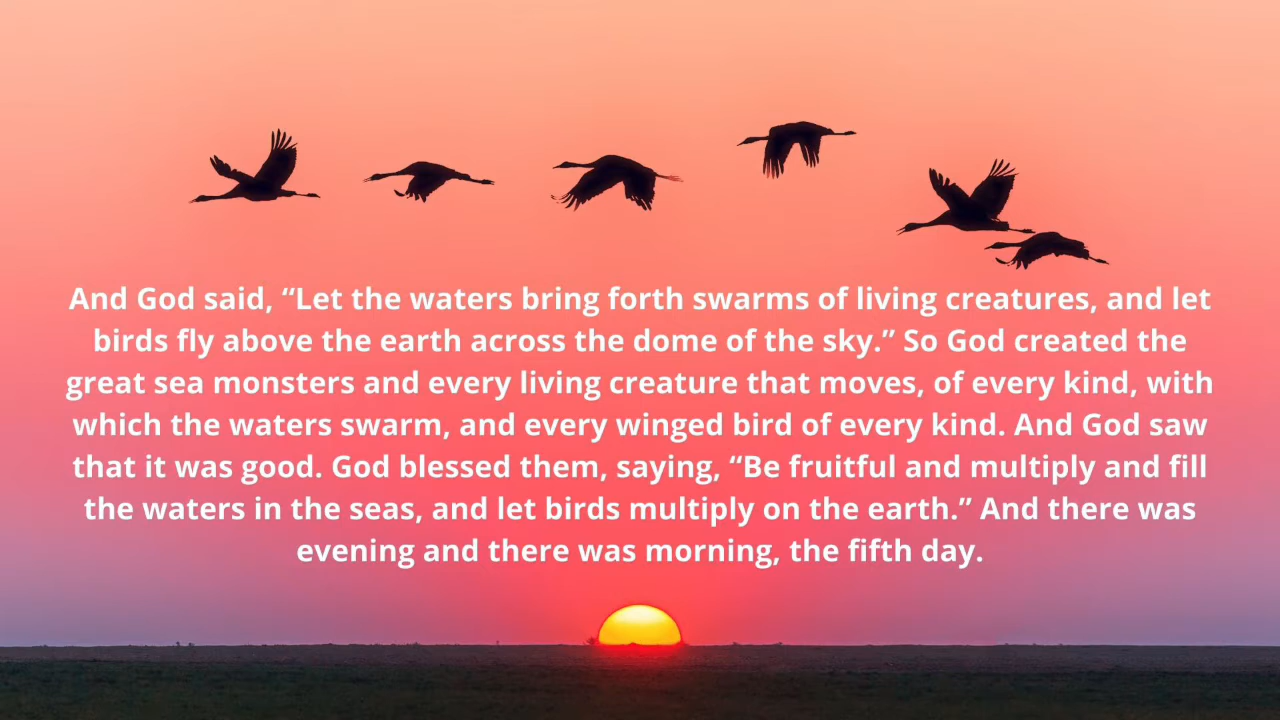 And God said, “Let the waters bring forth swarms of living creatures, and let
birds fly above the earth across the dome of the sky.” So God created the
great sea monsters and every living creature that moves, of every kind, with
which the waters swarm, and every winged bird of every kind. And God saw
that it was good. God blessed them, saying, “Be fruitful and multiply and fill
the waters in the seas, and let birds multiply on the earth.” And there was
evening and there was morning, the fifth day.